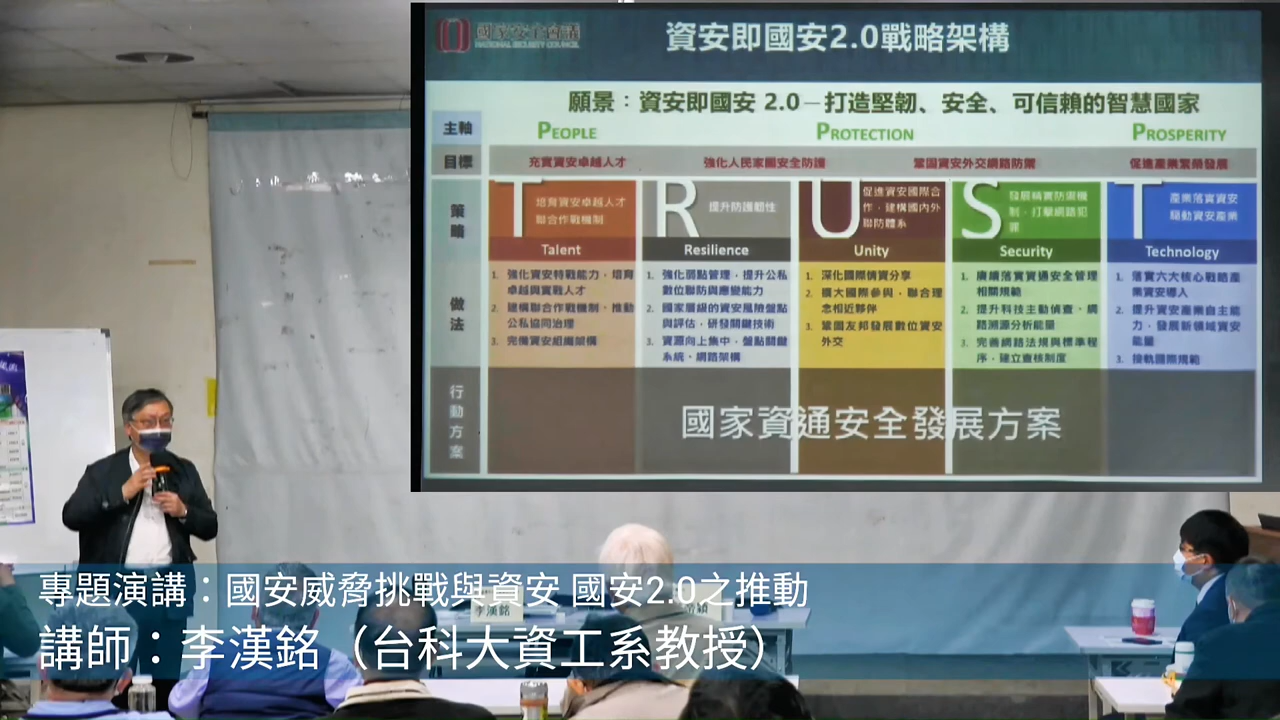 國家安全會議
NATIONAL SECURITY COUNCIL
資安即國安2.0戰略架構
願景：資安即國安 2.0－打造堅韌、安全、可信賴的智慧國家
主軸
PEOPLE
PROTECTION
PROSPERITY
目標
充實資安卓越人才
強化人民家園安全防護
鞏固資安外交網路防禦
促進產業繁榮發展
策略
T
培育資安卓越人才
聯合作戰機制
Talent
R
提升防護韌性
Resilience
U
促進資安國際合
作，建構國內外
聯防體系
Unity
S
發展精實防禦機
制，打擊網路犯
罪
Security
T
產業落實資安
驅動資安產業
Technology
做法
1. 強化資安特戰能力，培育
卓越與實戰人才
2. 建構聯合作戰機制，推動
公私協同治理
3. 完備資安組織架構
1. 強化弱點管理，提升公私
數位聯防與應變能力
2. 國家層級的資安風險盤點
與評估，研發關鍵技術
3. 資源向上集中，盤點關鍵
系統、網路架構
1. 深化國際情資分享
2. 擴大國際參與，聯合理
念相近夥伴
3. 鞏固友邦發展數位資安
外交
1. 賡續落實資通安全管理
相關規範
2. 提升科技主動偵查，網
路溯源分析能量
3. 完善網路法規與標準程
序，建立查核制度
1. 落實六大核心戰略產
業資安導入
2. 提升資安產業自主能
力，發展新領域資安
能量
3. 接軌國際規範
行動方案
國家資通安全發展方案
李漢銘
專題演講：國安威脅挑戰與資安 國安2.0之推動
講師：李漢銘（台科大資工系教授）